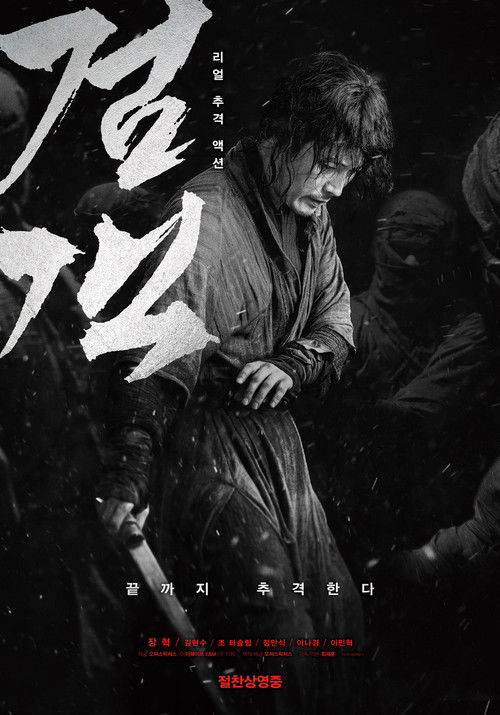 검객
리얼 추격 액션
끝까지 추격한다
장 혁 / 김현수 / 조 타슬림 / 정만식 / 이나경 / 이민혁
절찬상영중